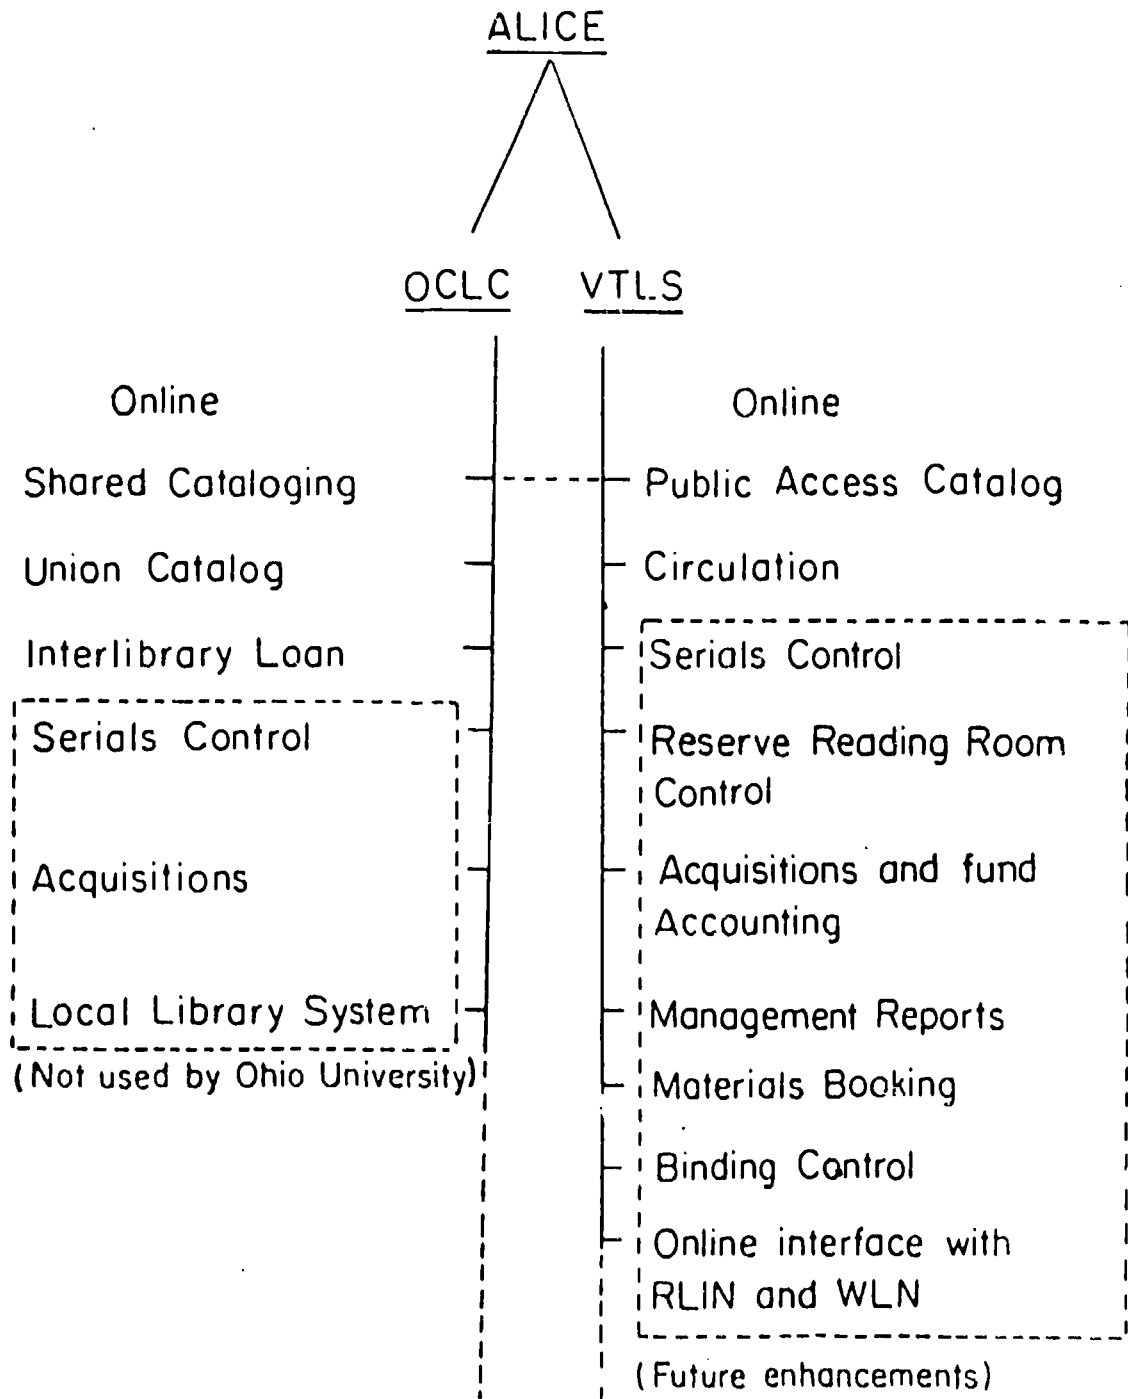 ALICE
OCLC
VTLS
Online
Shared Cataloging
Union Catalog
Interlibrary Loan
Serials Control
Acquisitions
Local Library System
(Not used by Ohio University)
Online
Public Access Catalog
Circulation
Serials Control
Reserve Reading Room
Control
Acquisitions and fund
Accounting
Management Reports
Materials Booking
Binding Control
Online interface with
RLIN and WLN
(Future enhancements)